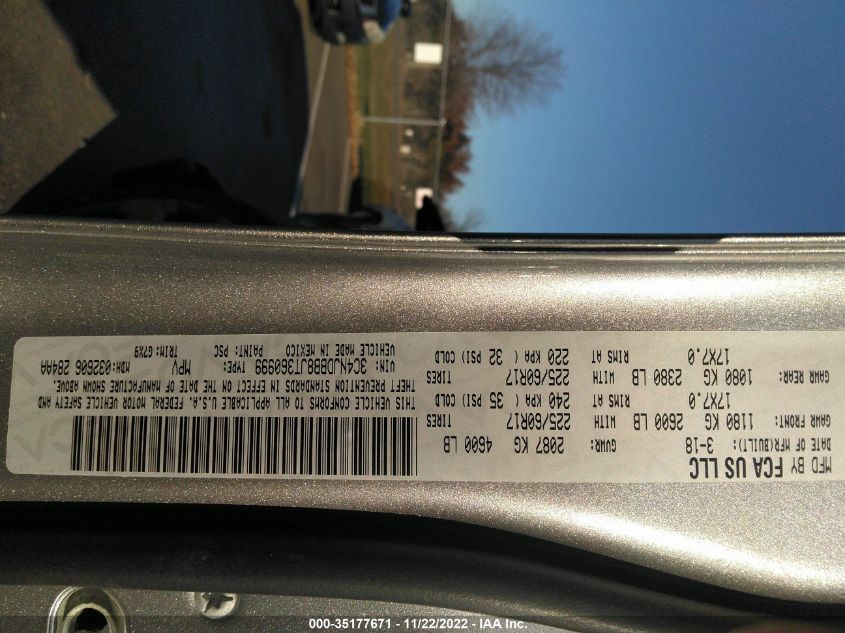 MFD BY FCA US LLC
DATE OF MFR(BUILT): 3-18 GVWR: 2087 KG 4600 LB
GAWR FRONT: 1180 KG 2600 LB WITH 225/60R17 TIRES
17X7.0 RIMS AT 240 KPA ( 35 PSI) COLD
GAWR REAR: 1080 KG 2380 LB WITH 225/60R17 TIRES
17X7.0 RIMS AT 220 KPA ( 32 PSI) COLD
THIS VEHICLE CONFORMS TO ALL APPLICABLE U.S.A. FEDERAL MOTOR VEHICLE SAFETY AND
THEFT PREVENTION STANDARDS IN EFFECT ON THE DATE OF MANUFACTURE SHOWN ABOVE.
VIN: 3C4NJDBB8JT360999 TYPE: MPV MDH:032606 284AA
VEHICLE MADE IN MEXICO PAINT: PSC TRIM:G7X9
000-35177671 - 11/22/2022 - IAA Inc.